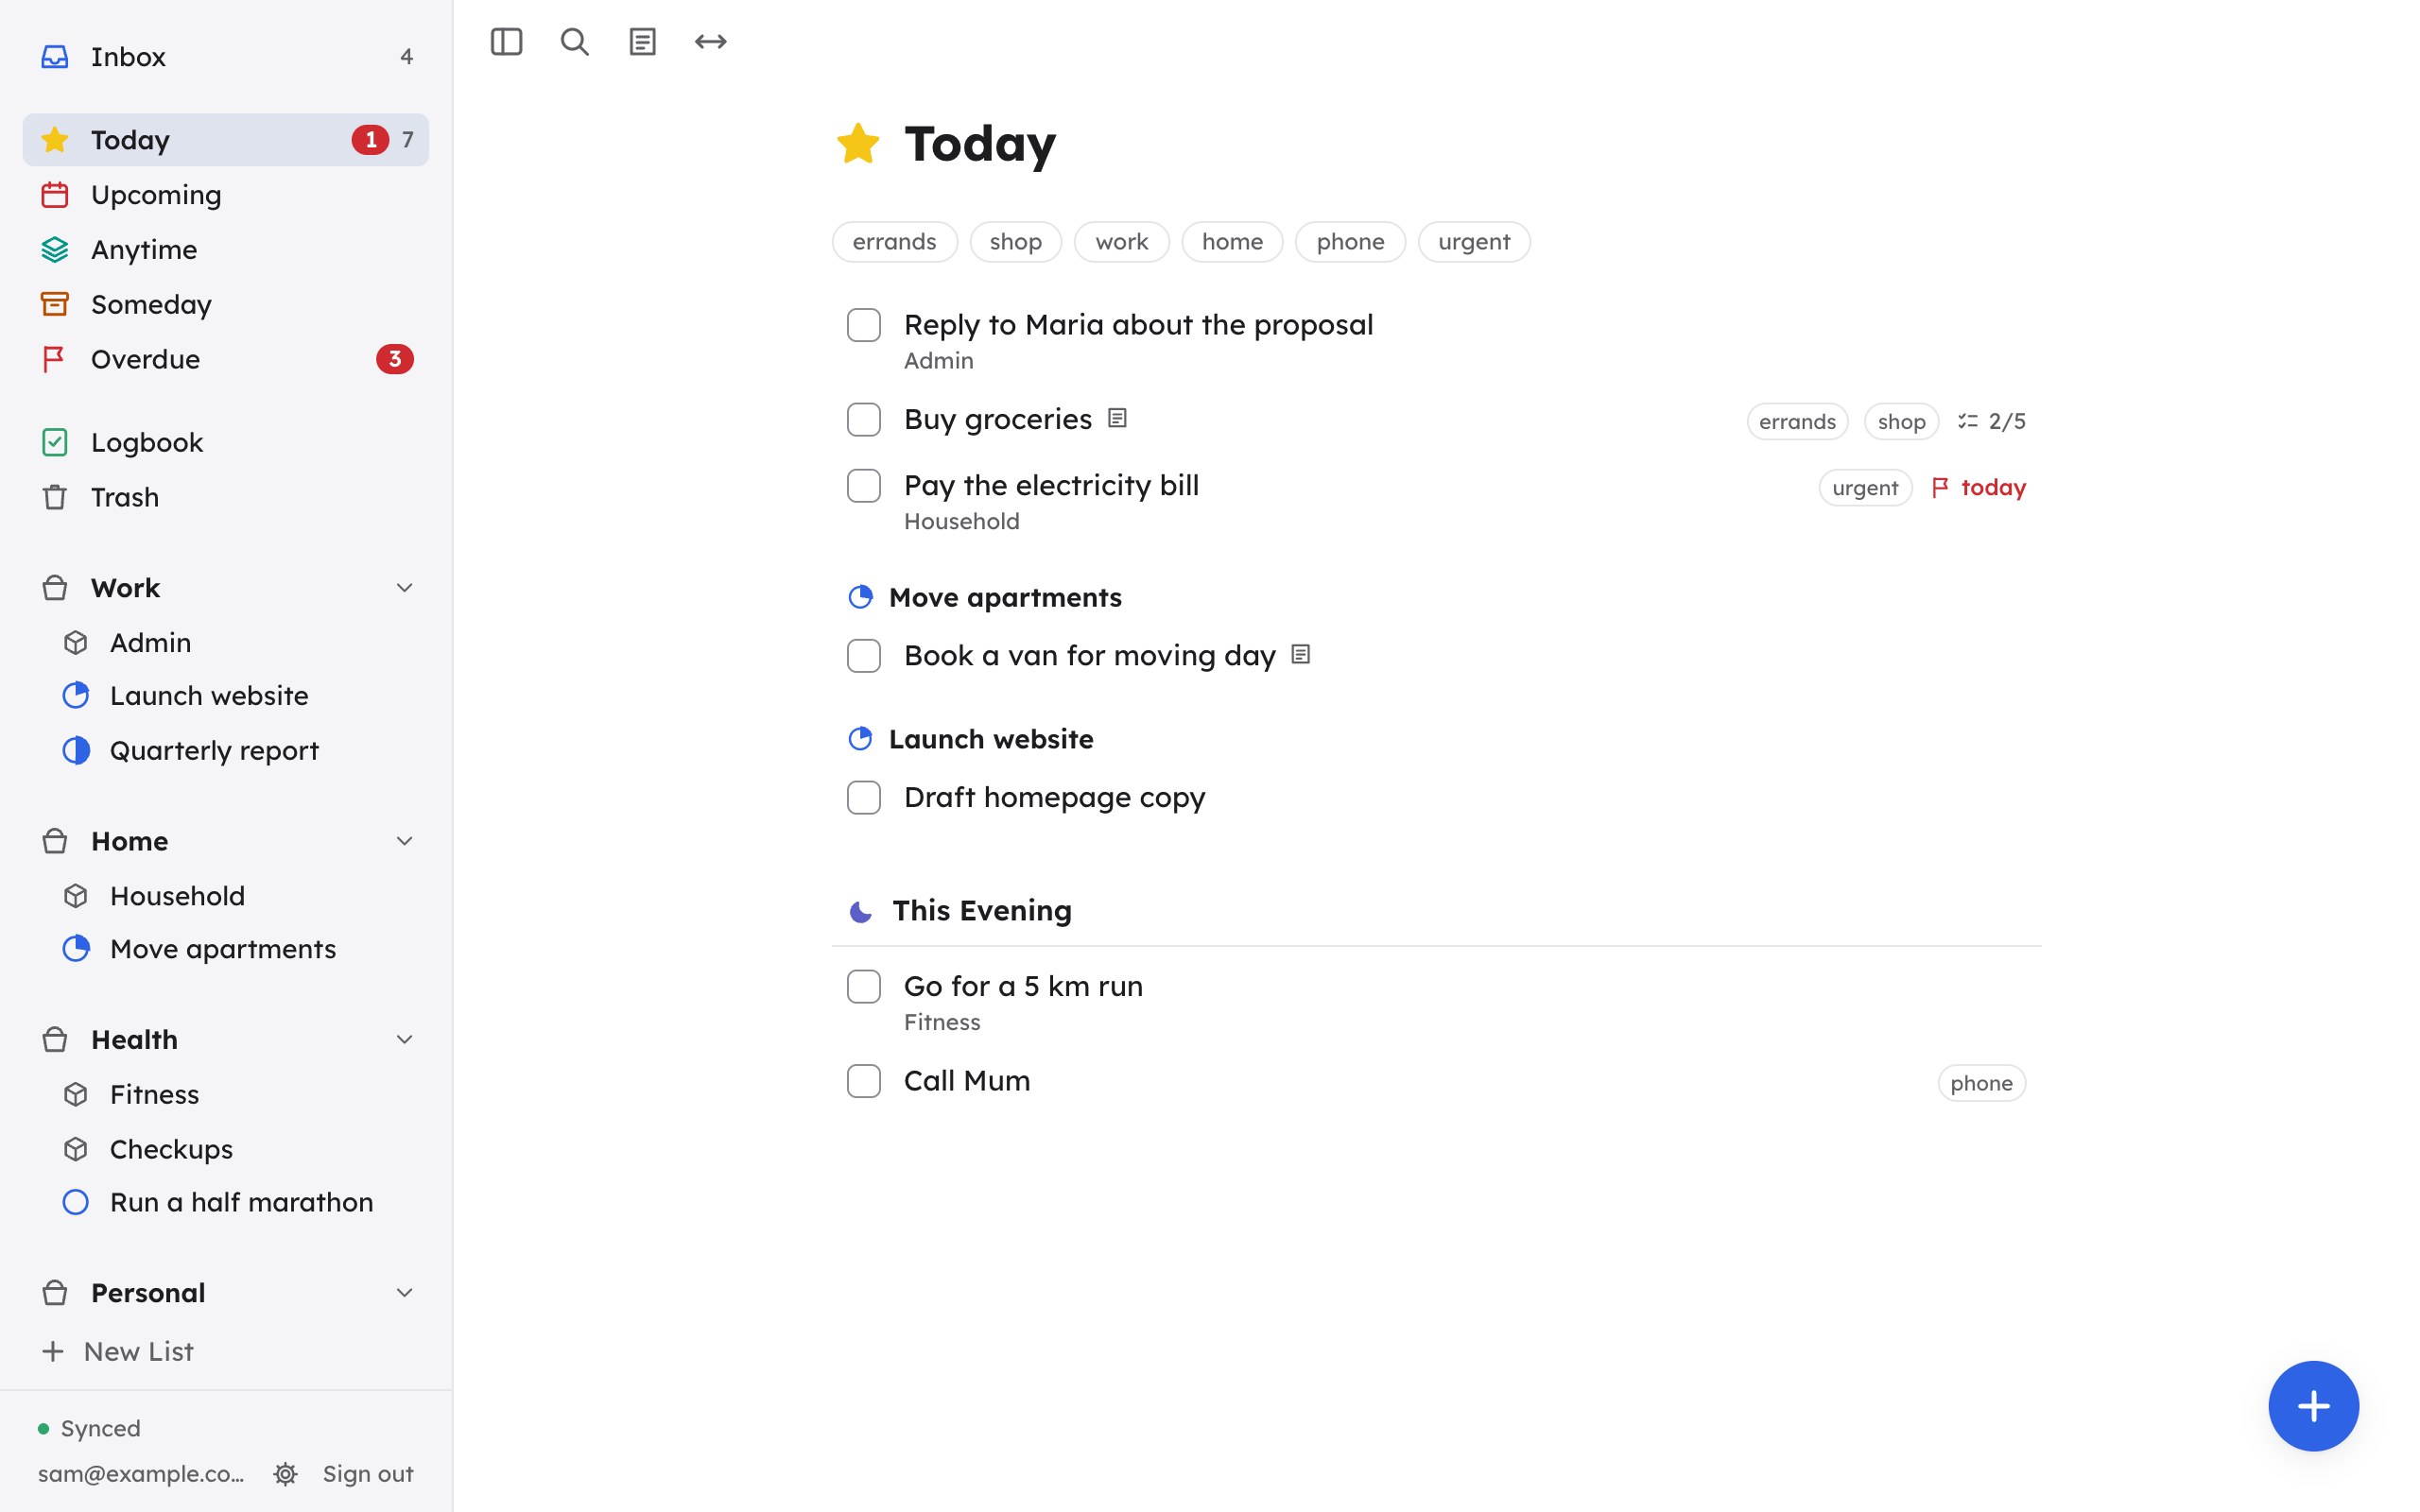 Inbox 4
Today 1 7
Upcoming
Anytime
Someday
Overdue 3
Logbook
Trash
Work
Admin
Launch website
Quarterly report
Home
Household
Move apartments
Health
Fitness
Checkups
Run a half marathon
Personal
New List
Synced
sam@example.co... Sign out
Today
errands shop work home phone urgent
Reply to Maria about the proposal
Admin
Buy groceries errands shop 2/5
Pay the electricity bill urgent today
Household
Move apartments
Book a van for moving day
Launch website
Draft homepage copy
This Evening
Go for a 5 km run
Fitness
Call Mum phone